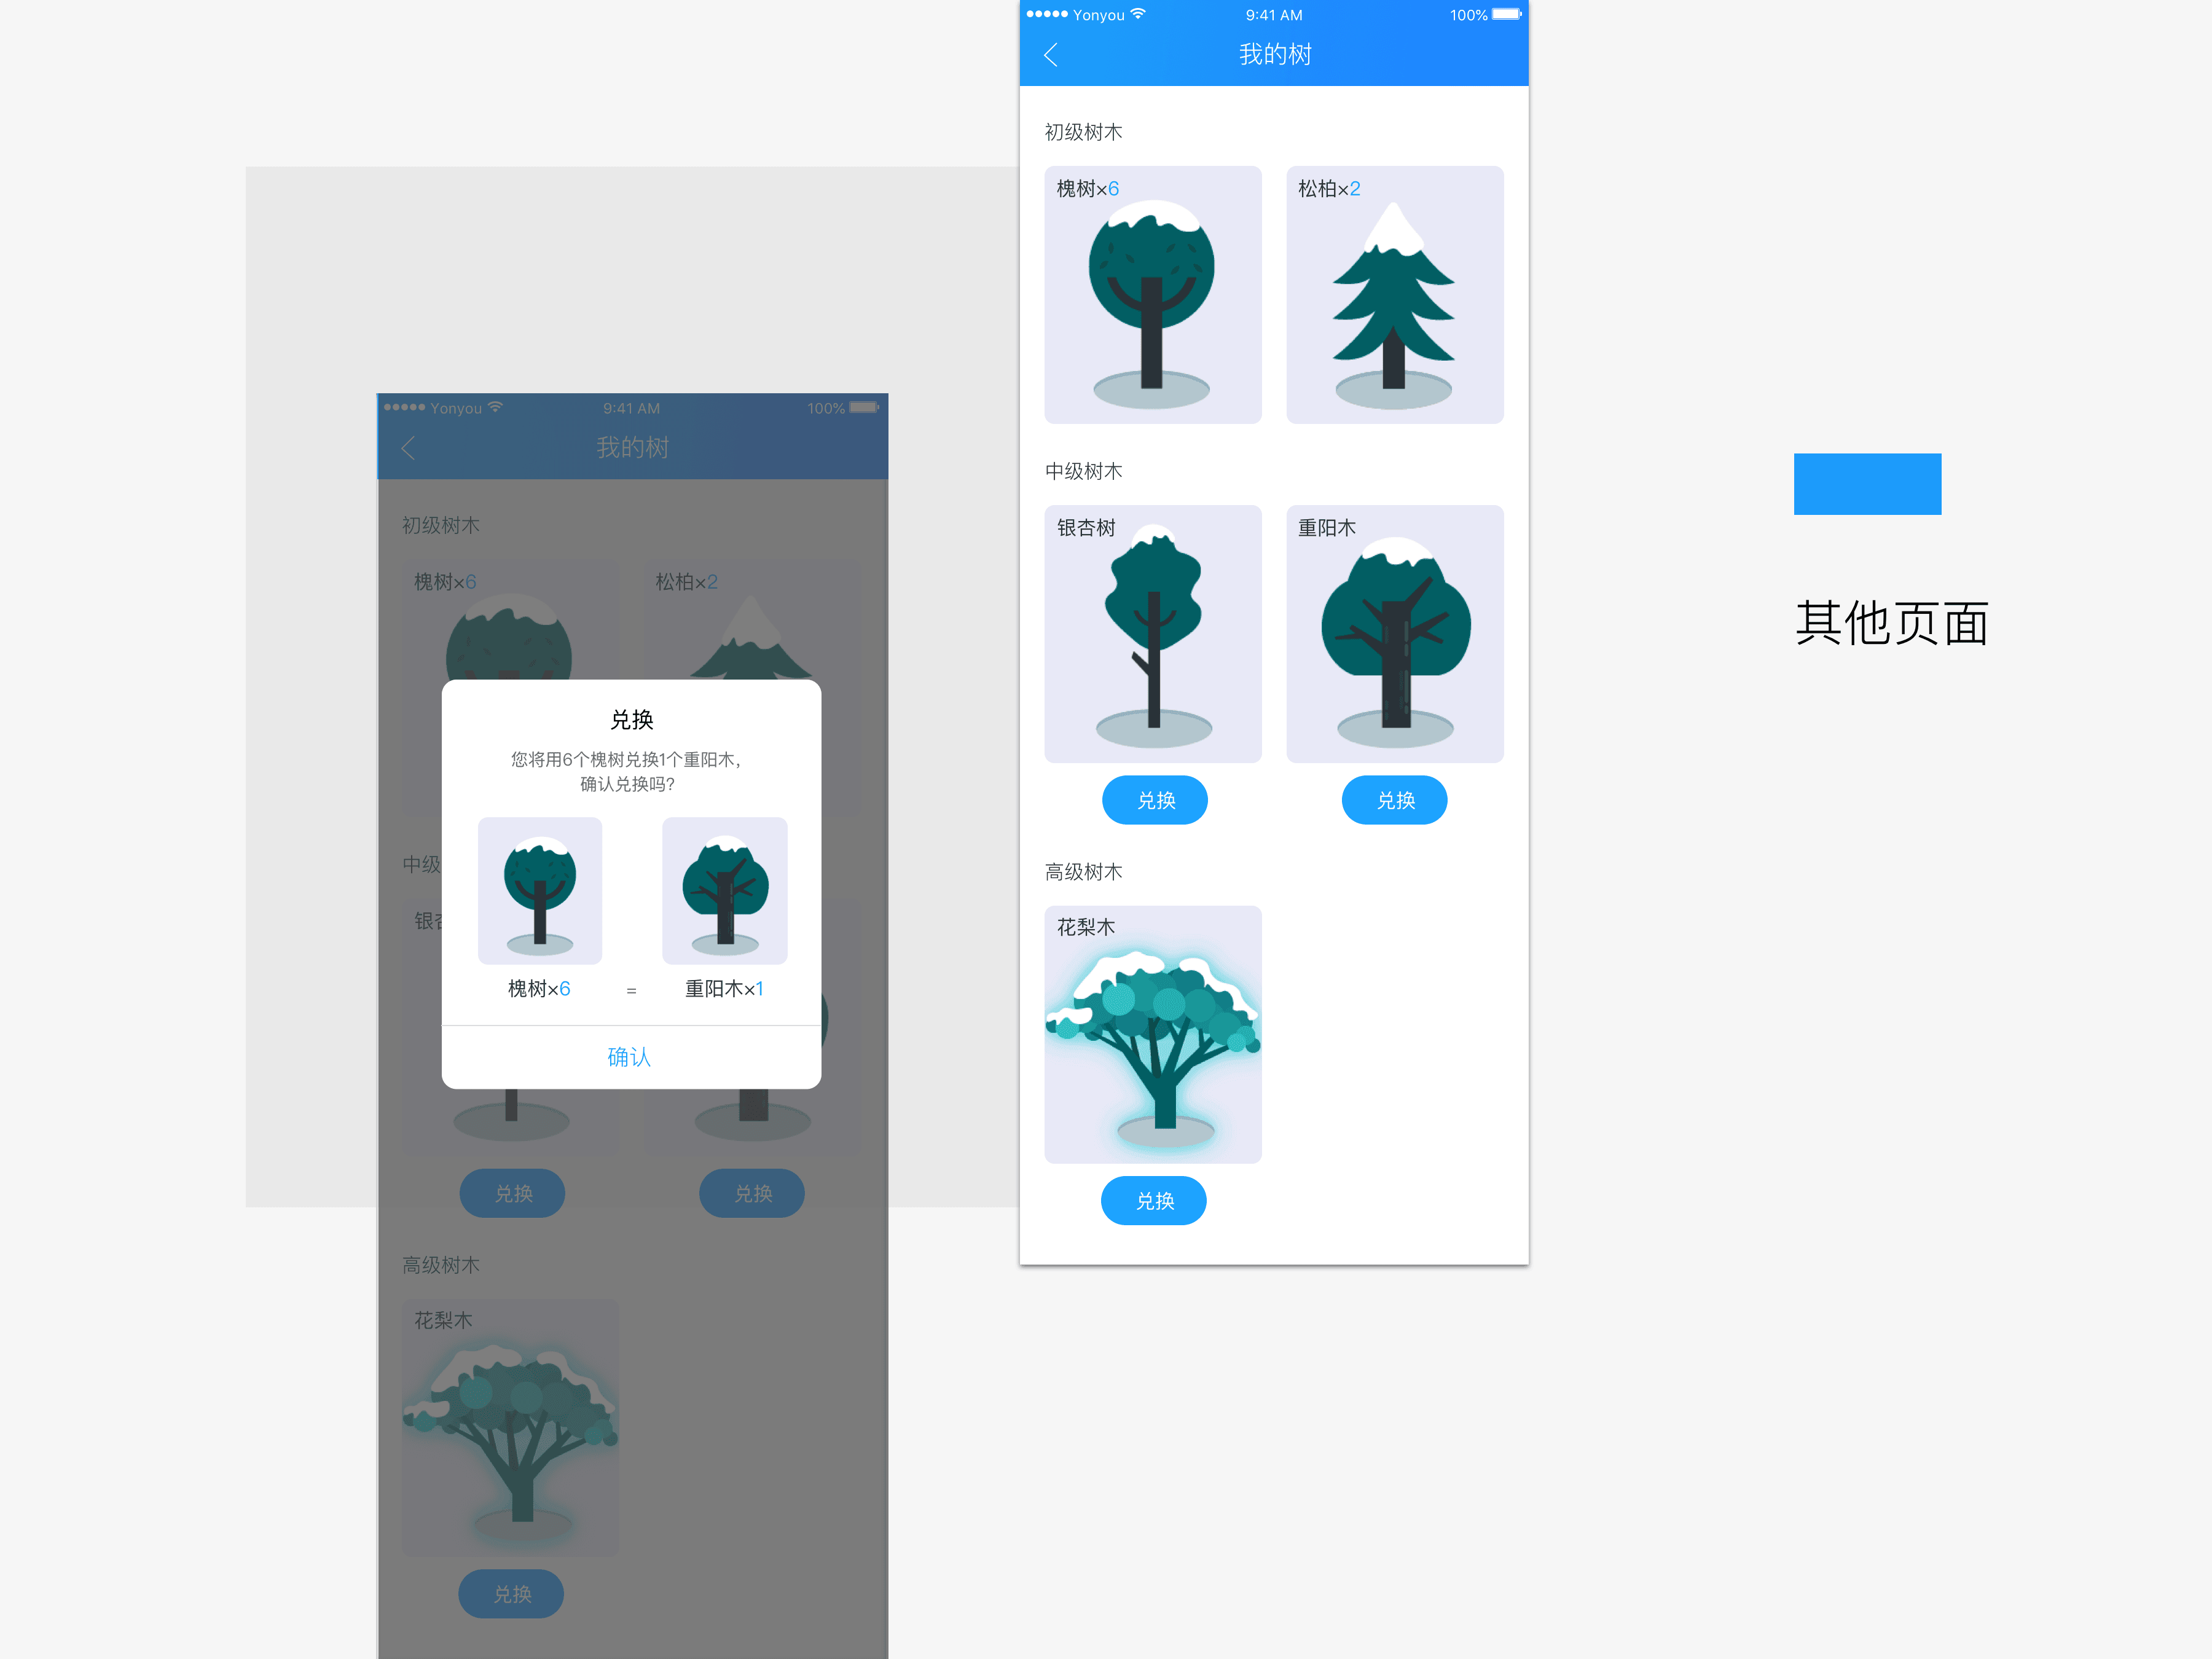 Yonyou
9:41 AM
100%
我的树
初级树木
槐树×6
松柏×2
中级
银杏
兑换
您将用6个槐树兑换1个重阳木，
确认兑换吗？
槐树×6
=
重阳木×1
确认
兑换
兑换
高级树木
花梨木
兑换
Yonyou
9:41 AM
100%
我的树
初级树木
槐树×6
松柏×2
中级树木
银杏树
重阳木
兑换
兑换
高级树木
花梨木
兑换
其他页面